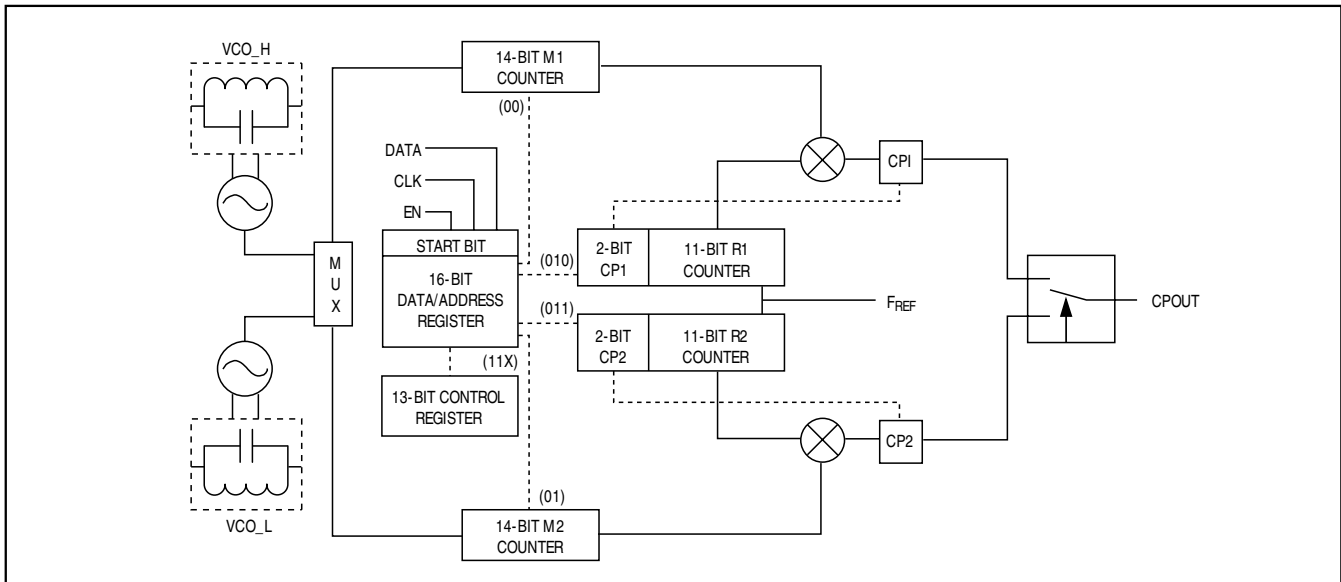 VCO_H
14-BIT M1
COUNTER
(00)
DATA
CLK
EN
START BIT
16-BIT
DATA/ADDRESS
REGISTER
(010)
(011)
(11X)
13-BIT CONTROL
REGISTER
M
U
X
2-BIT
CP1
11-BIT R1
COUNTER
FREF
2-BIT
CP2
11-BIT R2
COUNTER
CPI
CP2
CPOUT
(01)
14-BIT M2
COUNTER
VCO_L